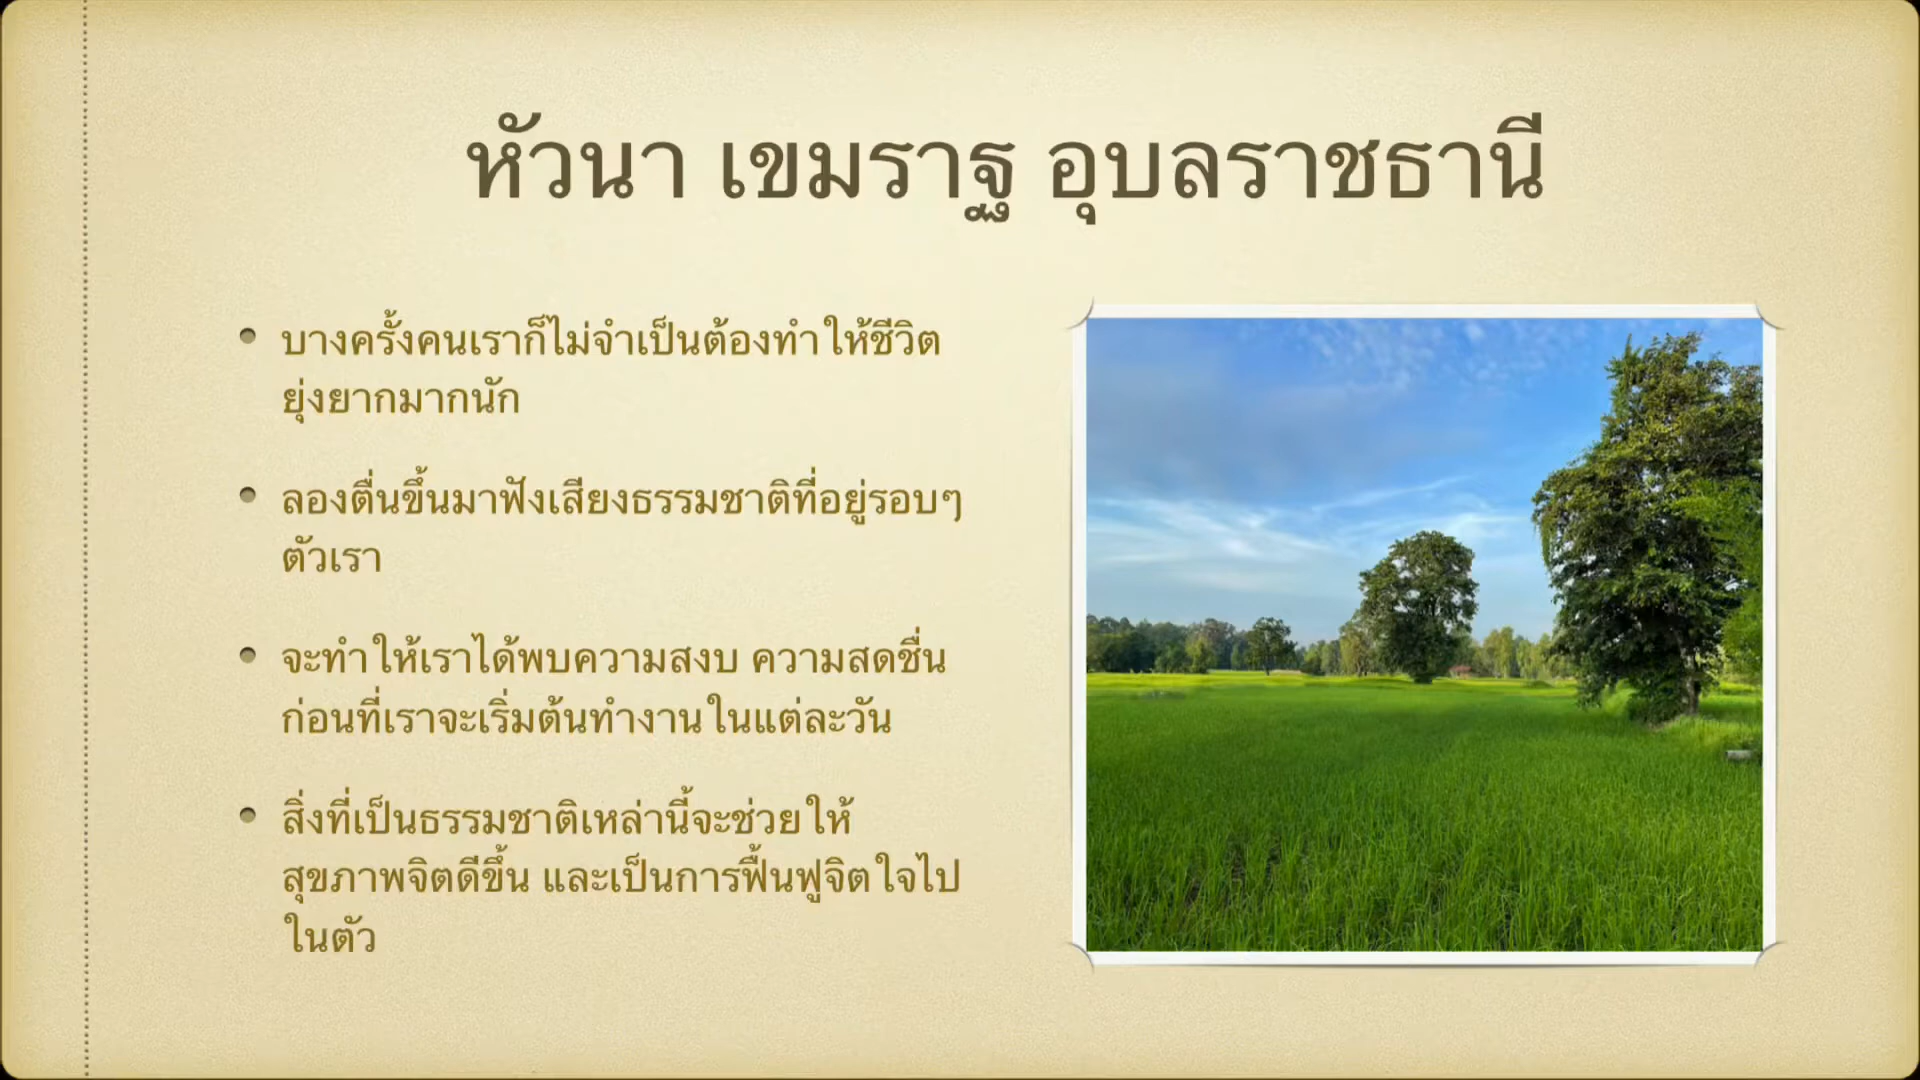 หัวนา เขมราฐ อุบลราชธานี
• บางครั้งคนเราก็ไม่จำเป็นต้องทำให้ชีวิต
ยุ่งยากมากนัก
• ลองตื่นขึ้นมาฟังเสียงธรรมชาติที่อยู่รอบๆ
ตัวเรา
• จะทำให้เราได้พบความสงบ ความสดชื่น
ก่อนที่เราจะเริ่มต้นทำงานในแต่ละวัน
• สิ่งที่เป็นธรรมชาติเหล่านี้จะช่วยให้
สุขภาพจิตดีขึ้น และเป็นการฟื้นฟูจิตใจไป
ในตัว